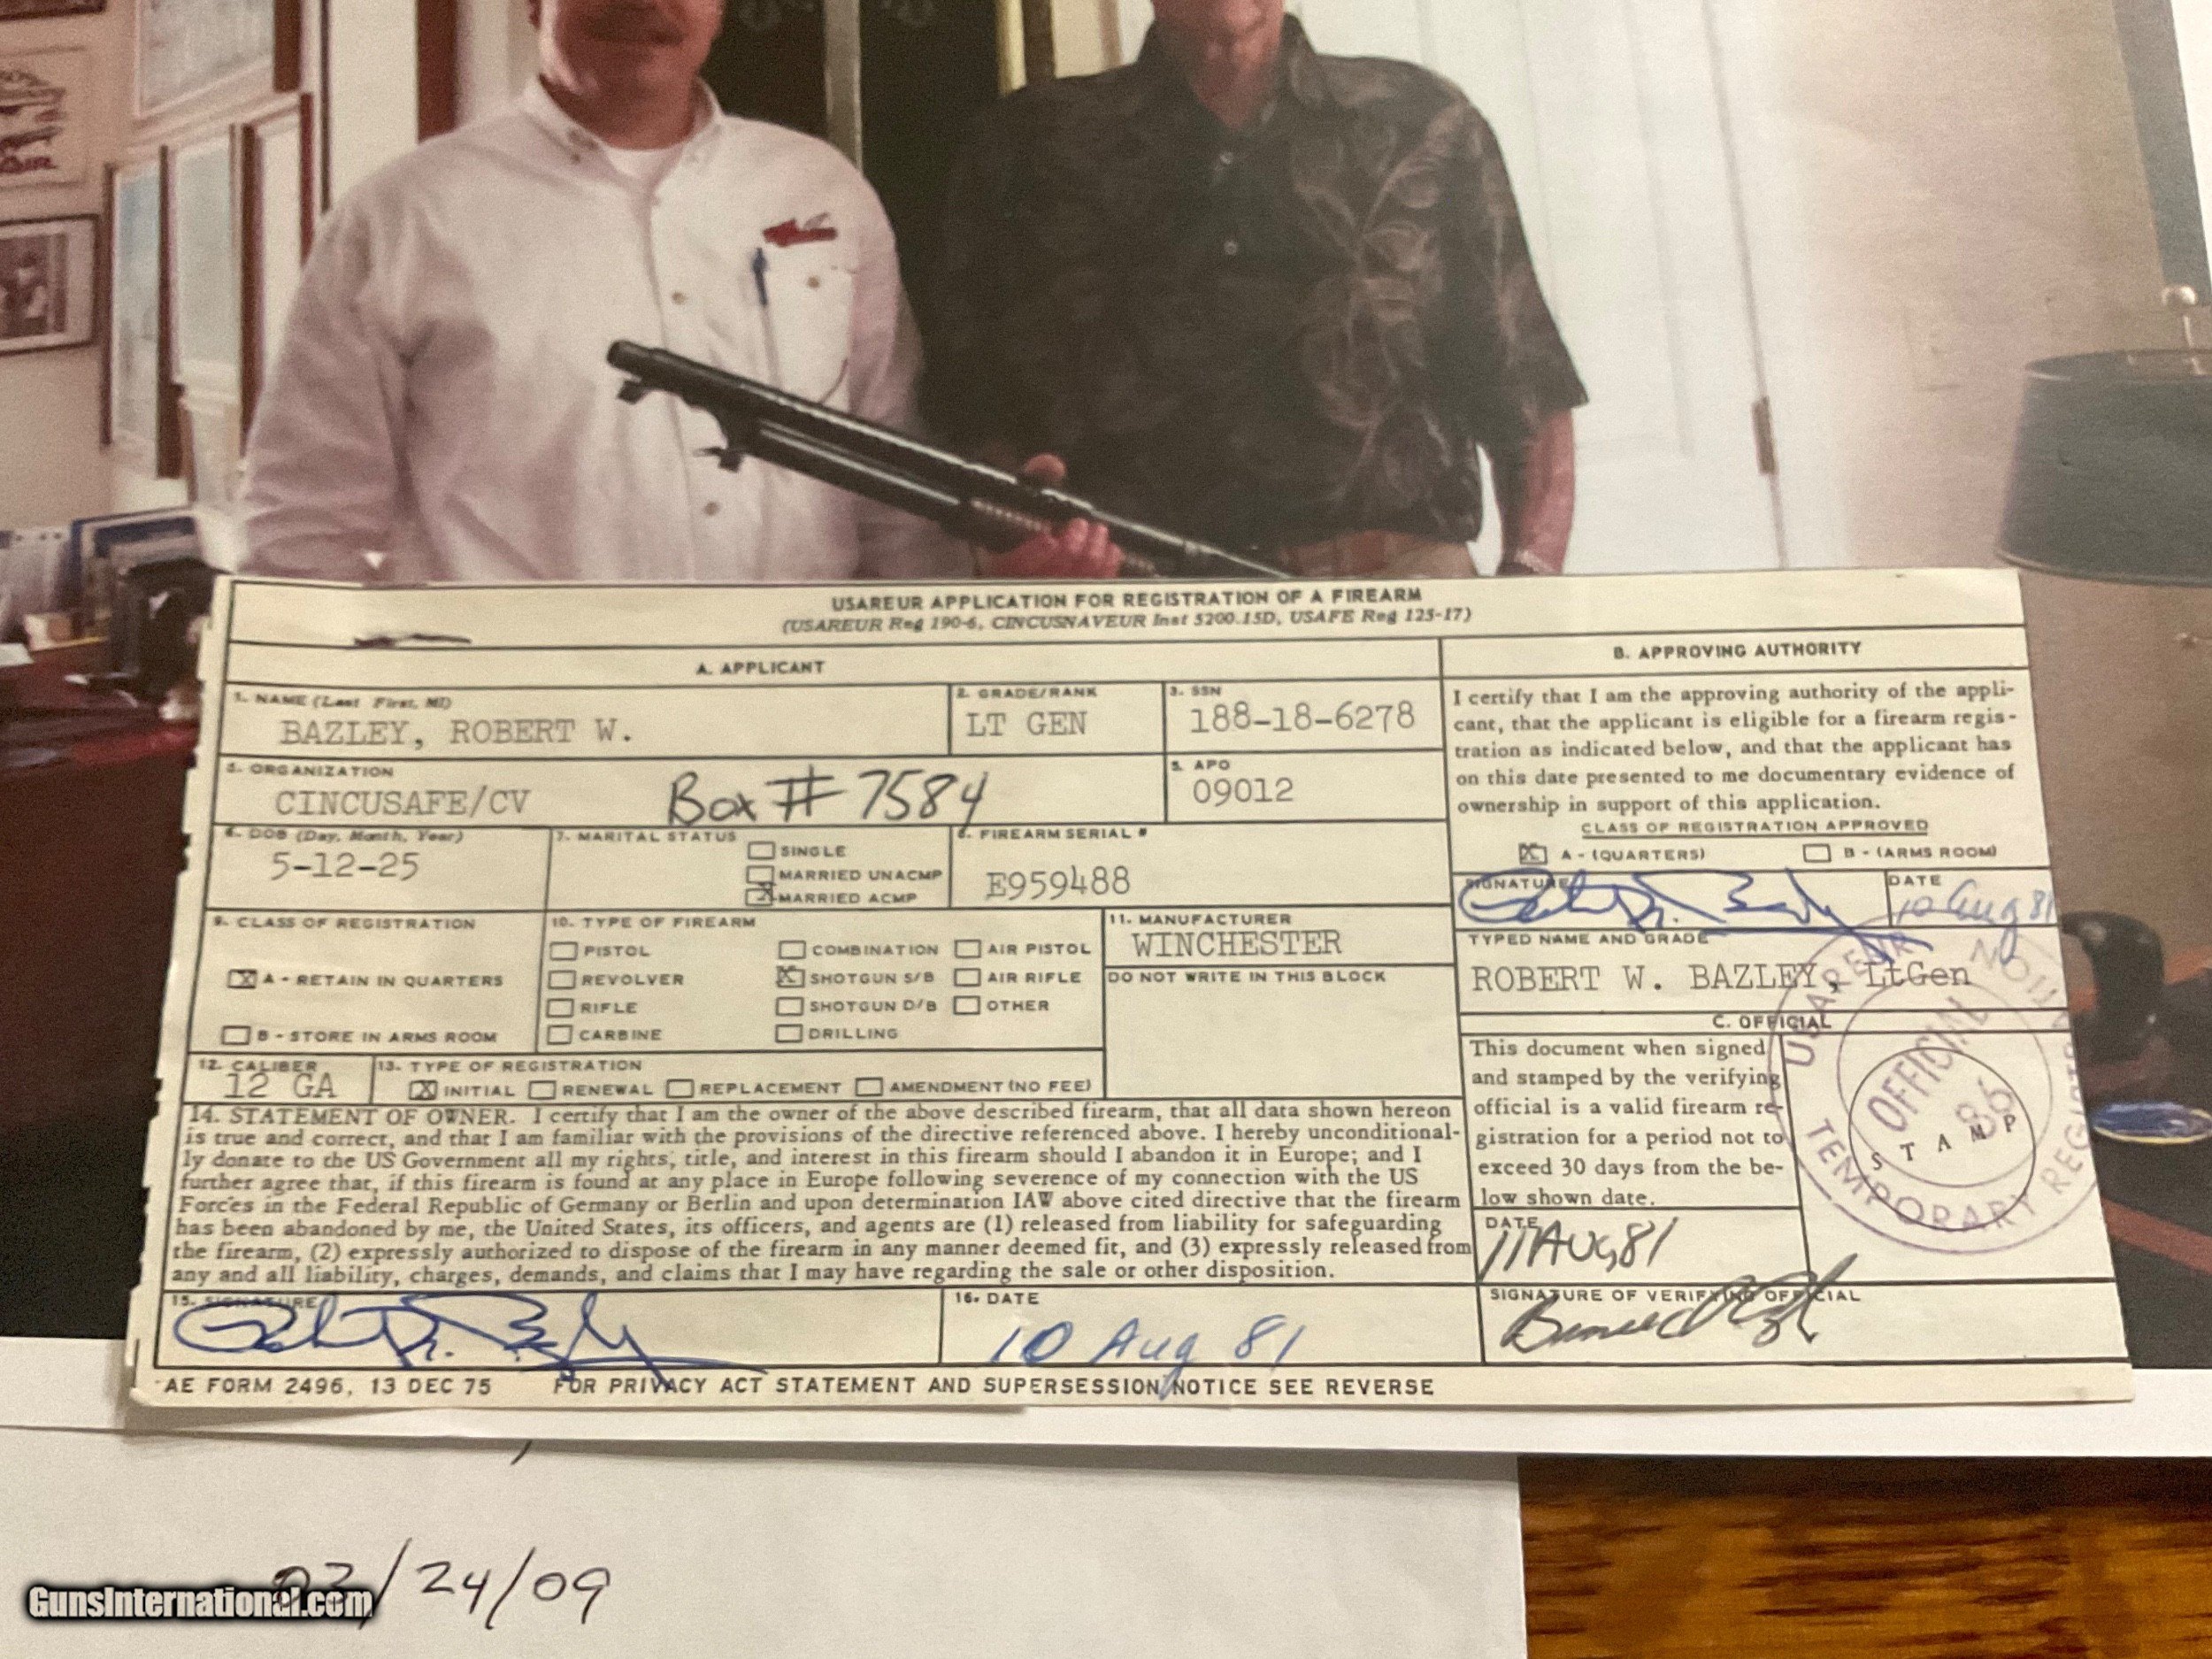 AIR
USAREUR APPLICATION FOR REGISTRATION OF A FIREARM
(USAREUR Reg 190-6, CINCUSNAVEUR Inst 5200.15D, USAFE Reg 125-17)
A. APPLICANT
1. NAME (Last First, MI)
BAZLEY, ROBERT W.
2. GRADE/RANK
LT GEN
3. SSN
188-18-6278
ORGANIZATION
CINCUSAFE/CV
Box # 7584
5. APO
09012
6. DOB (Day, Month, Year)
5-12-25
7. MARITAL STATUS
SINGLE
MARRIED UNACMP
X MARRIED ACMP
FIREARM SERIAL #
E959488
9. CLASS OF REGISTRATION
X A - RETAIN IN QUARTERS
B - STORE IN ARMS ROOM
10. TYPE OF FIREARM
PISTOL
REVOLVER
RIFLE
CARBINE
COMBINATION
X SHOTGUN S/B
SHOTGUN D/B
DRILLING
AIR PISTOL
AIR RIFLE
OTHER
11. MANUFACTURER
WINCHESTER
DO NOT WRITE IN THIS BLOCK
12. CALIBER
12 GA
13. TYPE OF REGISTRATION
X INITIAL RENEWAL REPLACEMENT AMENDMENT (NO FEE)
14. STATEMENT OF OWNER. I certify that I am the owner of the above described firearm, that all data shown hereon
is true and correct, and that I am familiar with the provisions of the directive referenced above. I hereby unconditional-
ly donate to the US Government all my rights, title, and interest in this firearm should I abandon it in Europe; and I
further agree that, if this firearm is found at any place in Europe following severence of my connection with the US
Forces in the Federal Republic of Germany or Berlin and upon determination IAW above cited directive that the firearm
has been abandoned by me, the United States, its officers, and agents are (1) released from liability for safeguarding
the firearm, (2) expressly authorized to dispose of the firearm in any manner deemed fit, and (3) expressly released from
any and all liability, charges, demands, and claims that I may have regarding the sale or other disposition.
15. SIGNATURE
16. DATE
10 Aug 81
B. APPROVING AUTHORITY
I certify that I am the approving authority of the appli-
cant, that the applicant is eligible for a firearm regis-
tration as indicated below, and that the applicant has
on this date presented to me documentary evidence of
ownership in support of this application.
CLASS OF REGISTRATION APPROVED
X A - (QUARTERS) B - (ARMS ROOM)
SIGNATURE
DATE
10 Aug 81
TYPED NAME AND GRADE
ROBERT W. BAZLEY, LtGen
C. OFFICIAL
This document when signed
and stamped by the verifying
official is a valid firearm re-
gistration for a period not to
exceed 30 days from the be-
low shown date.
USAREUR
TEMPORARY
OFFICIAL
86
STAMP
DATE
11 AUG 81
SIGNATURE OF VERIFYING OFFICIAL
AE FORM 2496, 13 DEC 75 FOR PRIVACY ACT STATEMENT AND SUPERSESSION NOTICE SEE REVERSE
03/24/09
GunsInternational.com